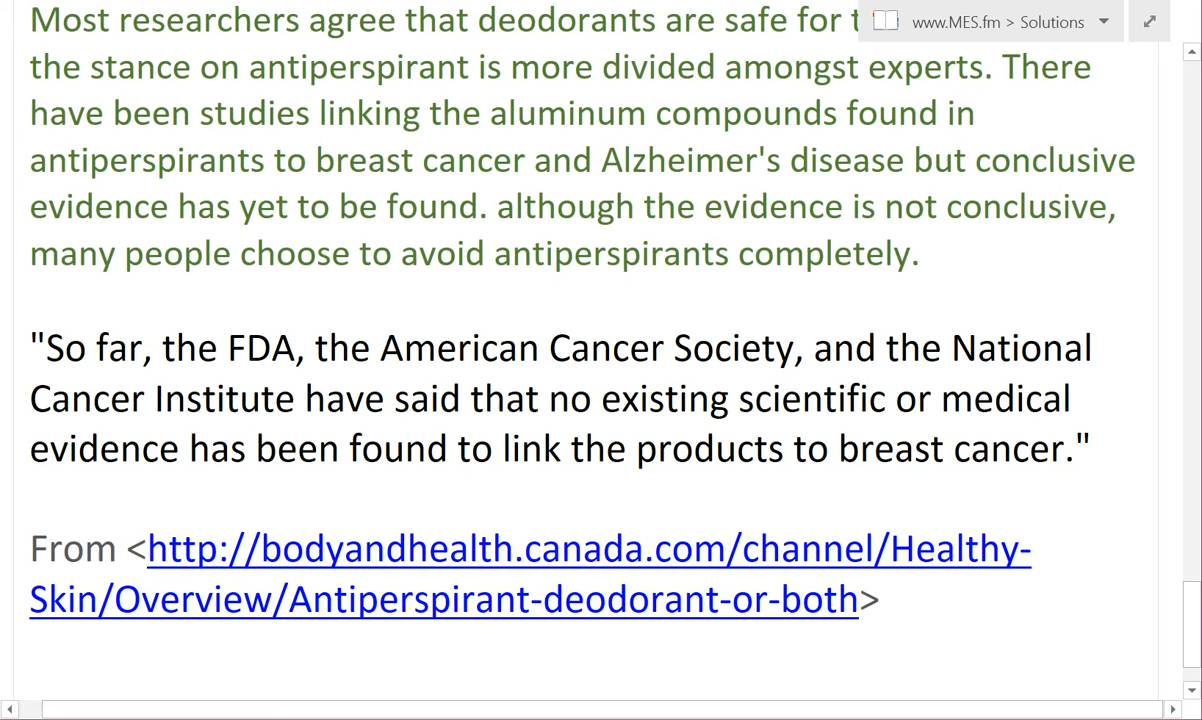 Most researchers agree that deodorants are safe for
www.MES.fm > Solutions
the stance on antiperspirant is more divided amongst experts. There
have been studies linking the aluminum compounds found in
antiperspirants to breast cancer and Alzheimer's disease but conclusive
evidence has yet to be found. although the evidence is not conclusive,
many people choose to avoid antiperspirants completely.
"So far, the FDA, the American Cancer Society, and the National
Cancer Institute have said that no existing scientific or medical
evidence has been found to link the products to breast cancer."
From <http://bodyandhealth.canada.com/channel/Healthy-
Skin/Overview/Antiperspirant-deodorant-or-both>